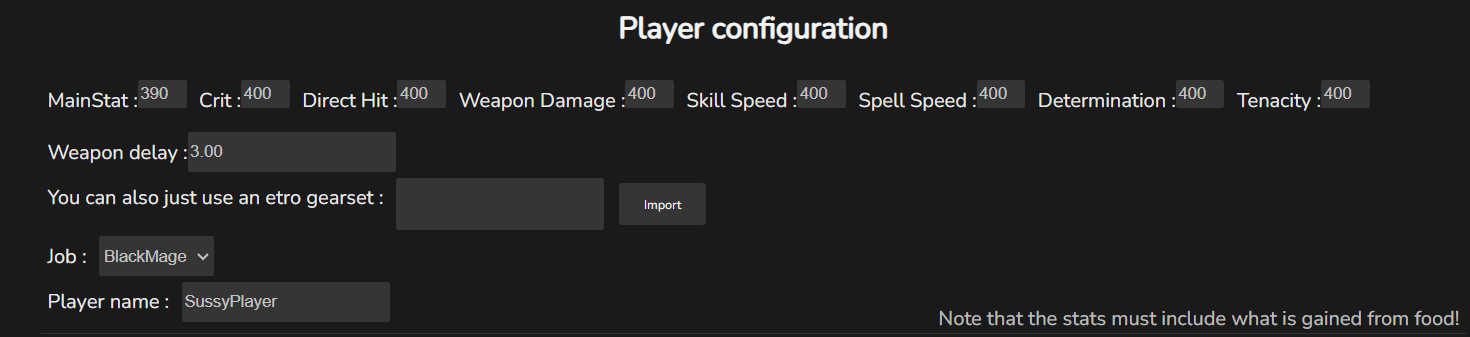 Player configuration
MainStat :390 Crit :400 Direct Hit :400 Weapon Damage :400 Skill Speed :400 Spell Speed :400 Determination :400 Tenacity :400
Weapon delay :3.00
You can also just use an etro gearset : Import
Job : BlackMage
Player name : SussyPlayer
Note that the stats must include what is gained from food!